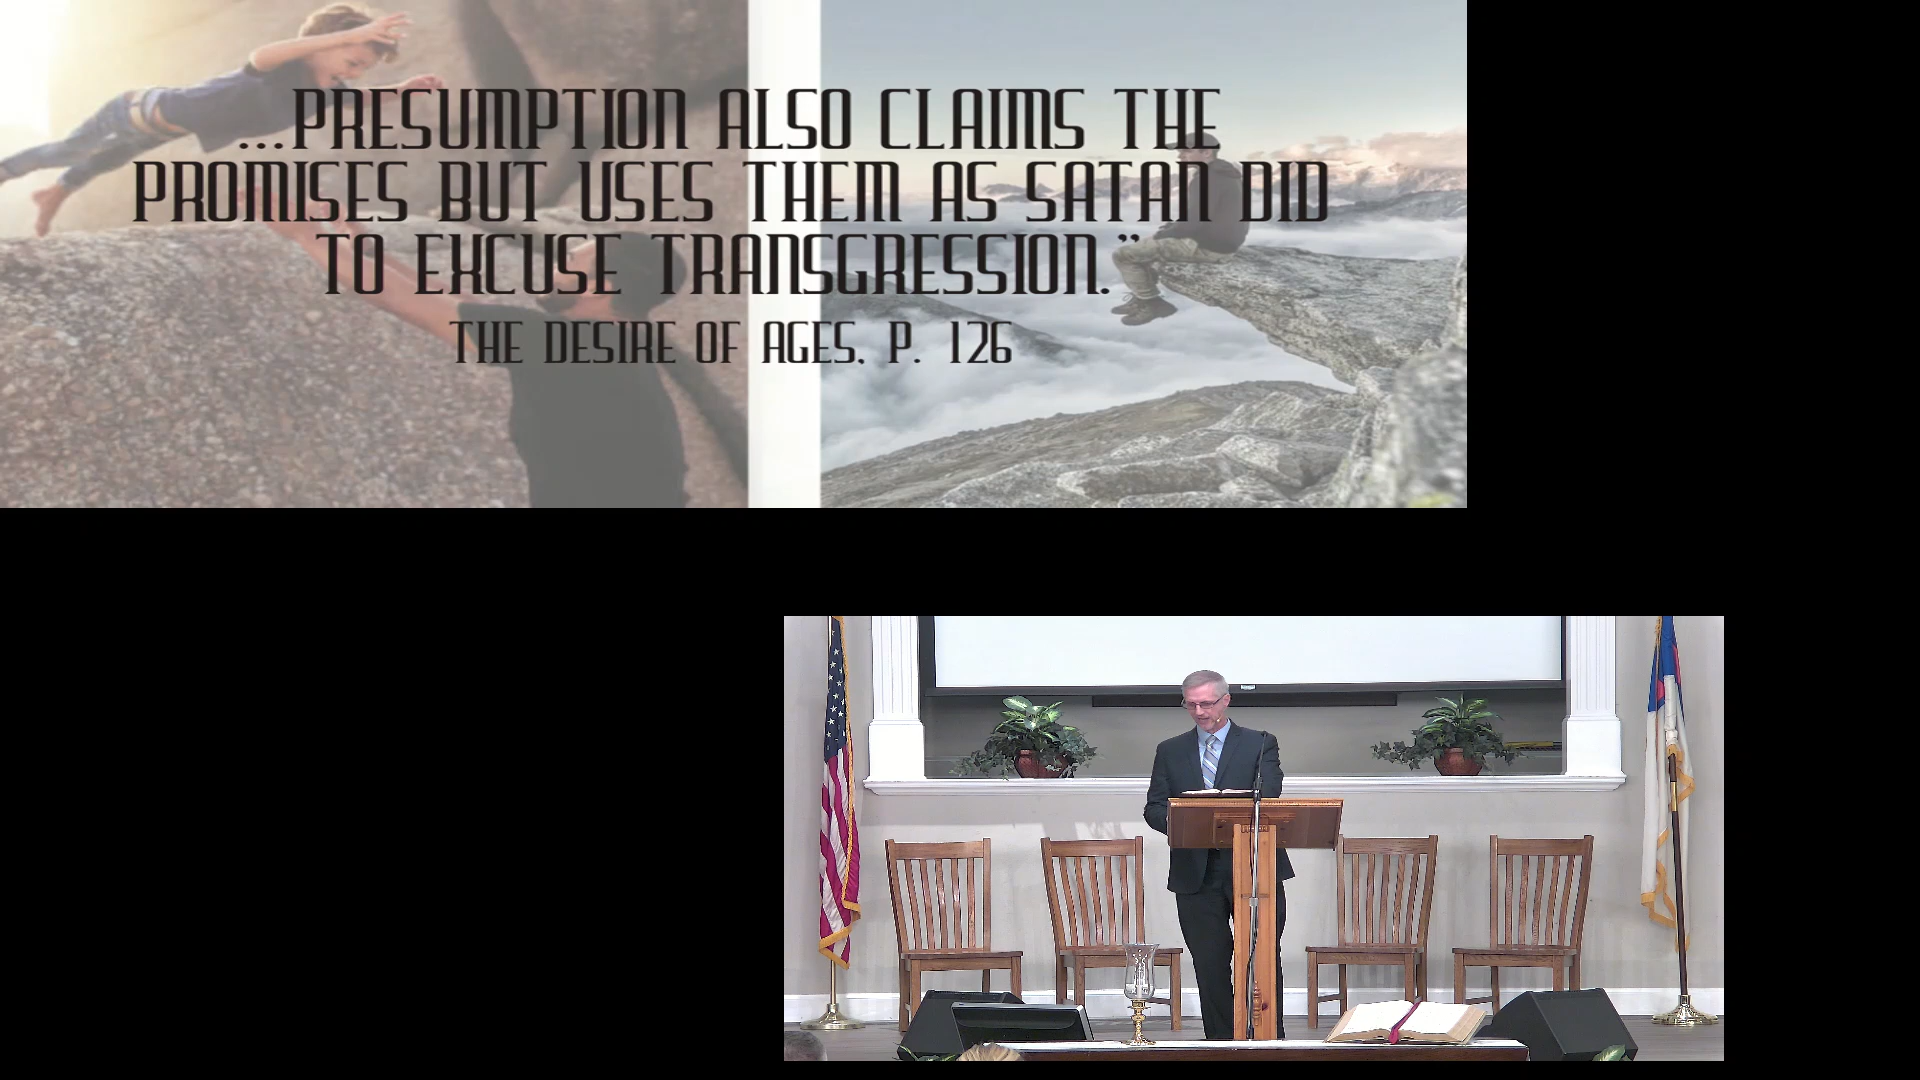 ...PRESUMPTION ALSO CLAIMS THE
PROMISES BUT USES THEM AS SATAN DID
TO EXCUSE TRANSGRESSION.”
THE DESIRE OF AGES, P. 126